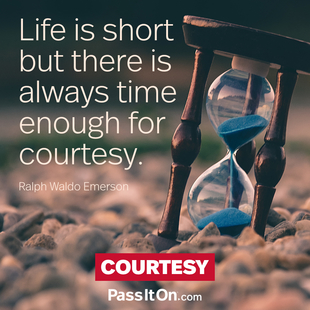 Life is short
but there is
always time
enough for
courtesy.
Ralph Waldo Emerson
COURTESY
PassItOn.com